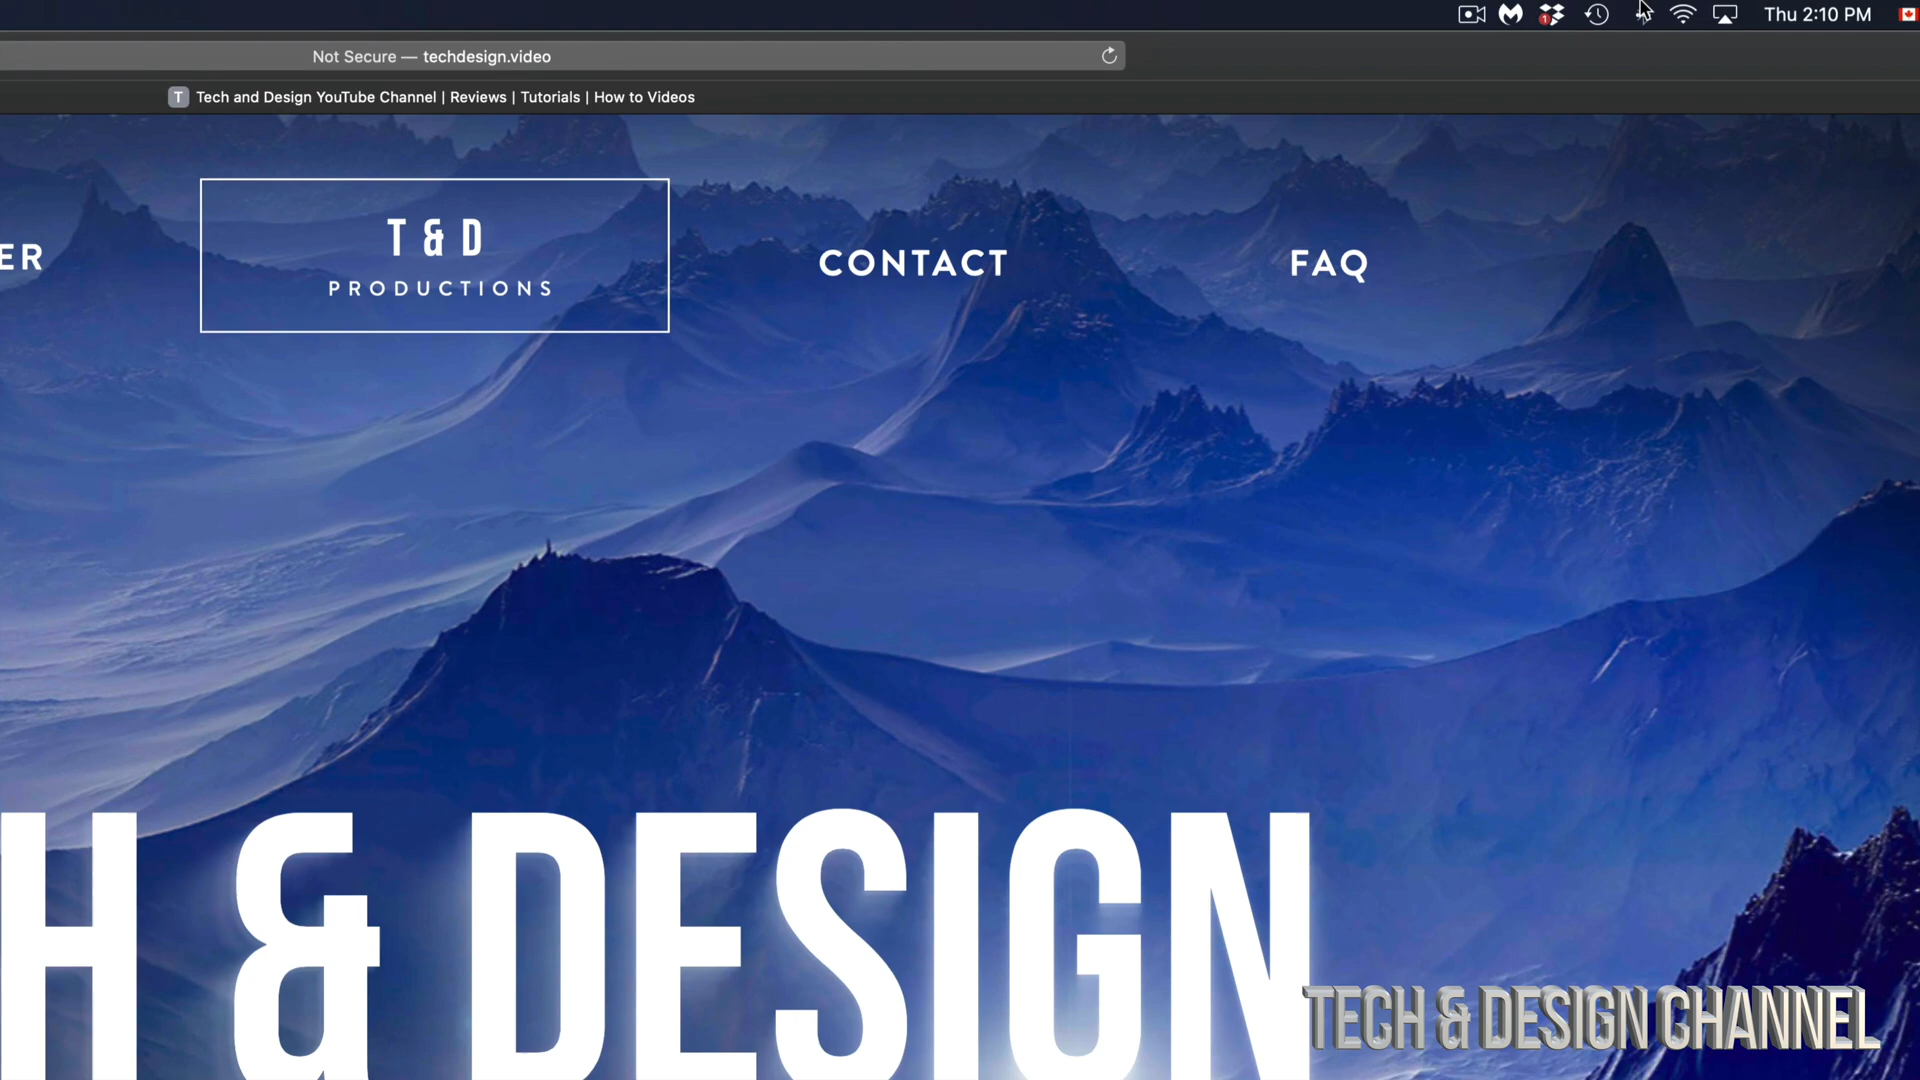 1
Thu 2:10 PM
Not Secure — techdesign.video
T
Tech and Design YouTube Channel | Reviews | Tutorials | How to Videos
ER
T & D
PRODUCTIONS
CONTACT
FAQ
H & DESIGN
TECH & DESIGN CHANNEL